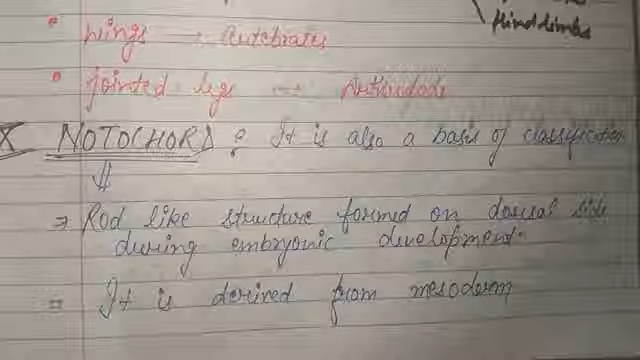 Hindlimbs
• Wings → Vertebrates
• Jointed legs → Arthropods
X NOTOCHORD : It is also a basis of classification
⇓
⇒ Rod like structure formed on dorsal side
during embryonic development.
= It is derived from mesoderm